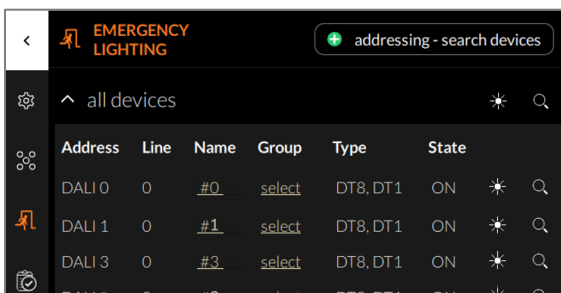 EMERGENCY
LIGHTING
addressing - search devices
all devices
Address Line Name Group Type State
DALI 0 0 #0 select DT8, DT1 ON
DALI 1 0 #1 select DT8, DT1 ON
DALI 3 0 #3 select DT8, DT1 ON